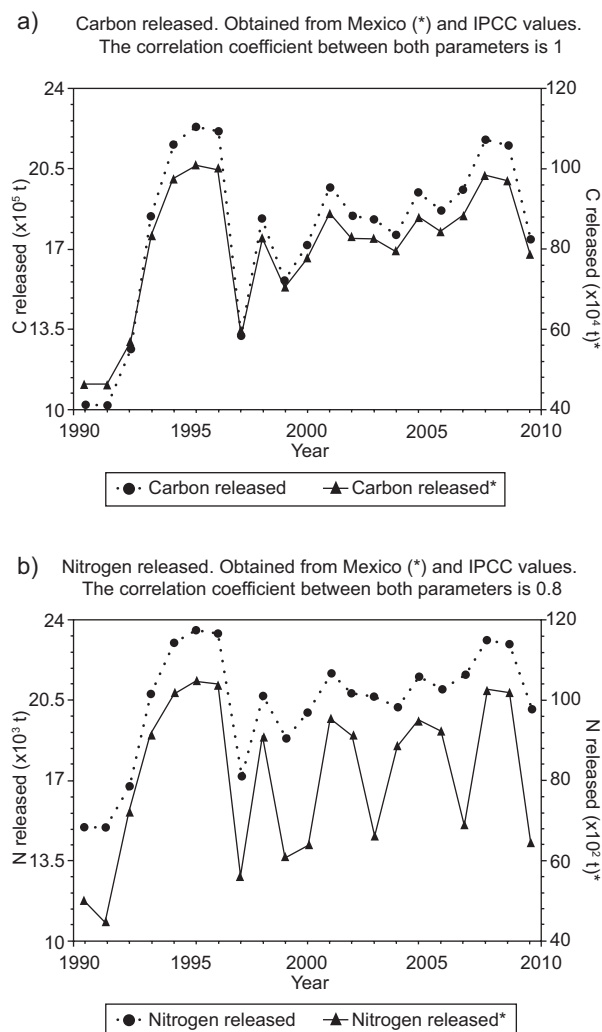 a) Carbon released. Obtained from Mexico (*) and IPCC values.
The correlation coefficient between both parameters is 1
24
20.5
17
13.5
10
C released (x10⁵ t)
120
100
80
60
40
C released (x10⁴ t)*
1990 1995 2000 2005 2010
Year
Carbon released Carbon released*
b) Nitrogen released. Obtained from Mexico (*) and IPCC values.
The correlation coefficient between both parameters is 0.8
24
20.5
17
13.5
10
N released (x10³ t)
120
100
80
60
40
N released (x10² t)*
1990 1995 2000 2005 2010
Year
Nitrogen released Nitrogen released*